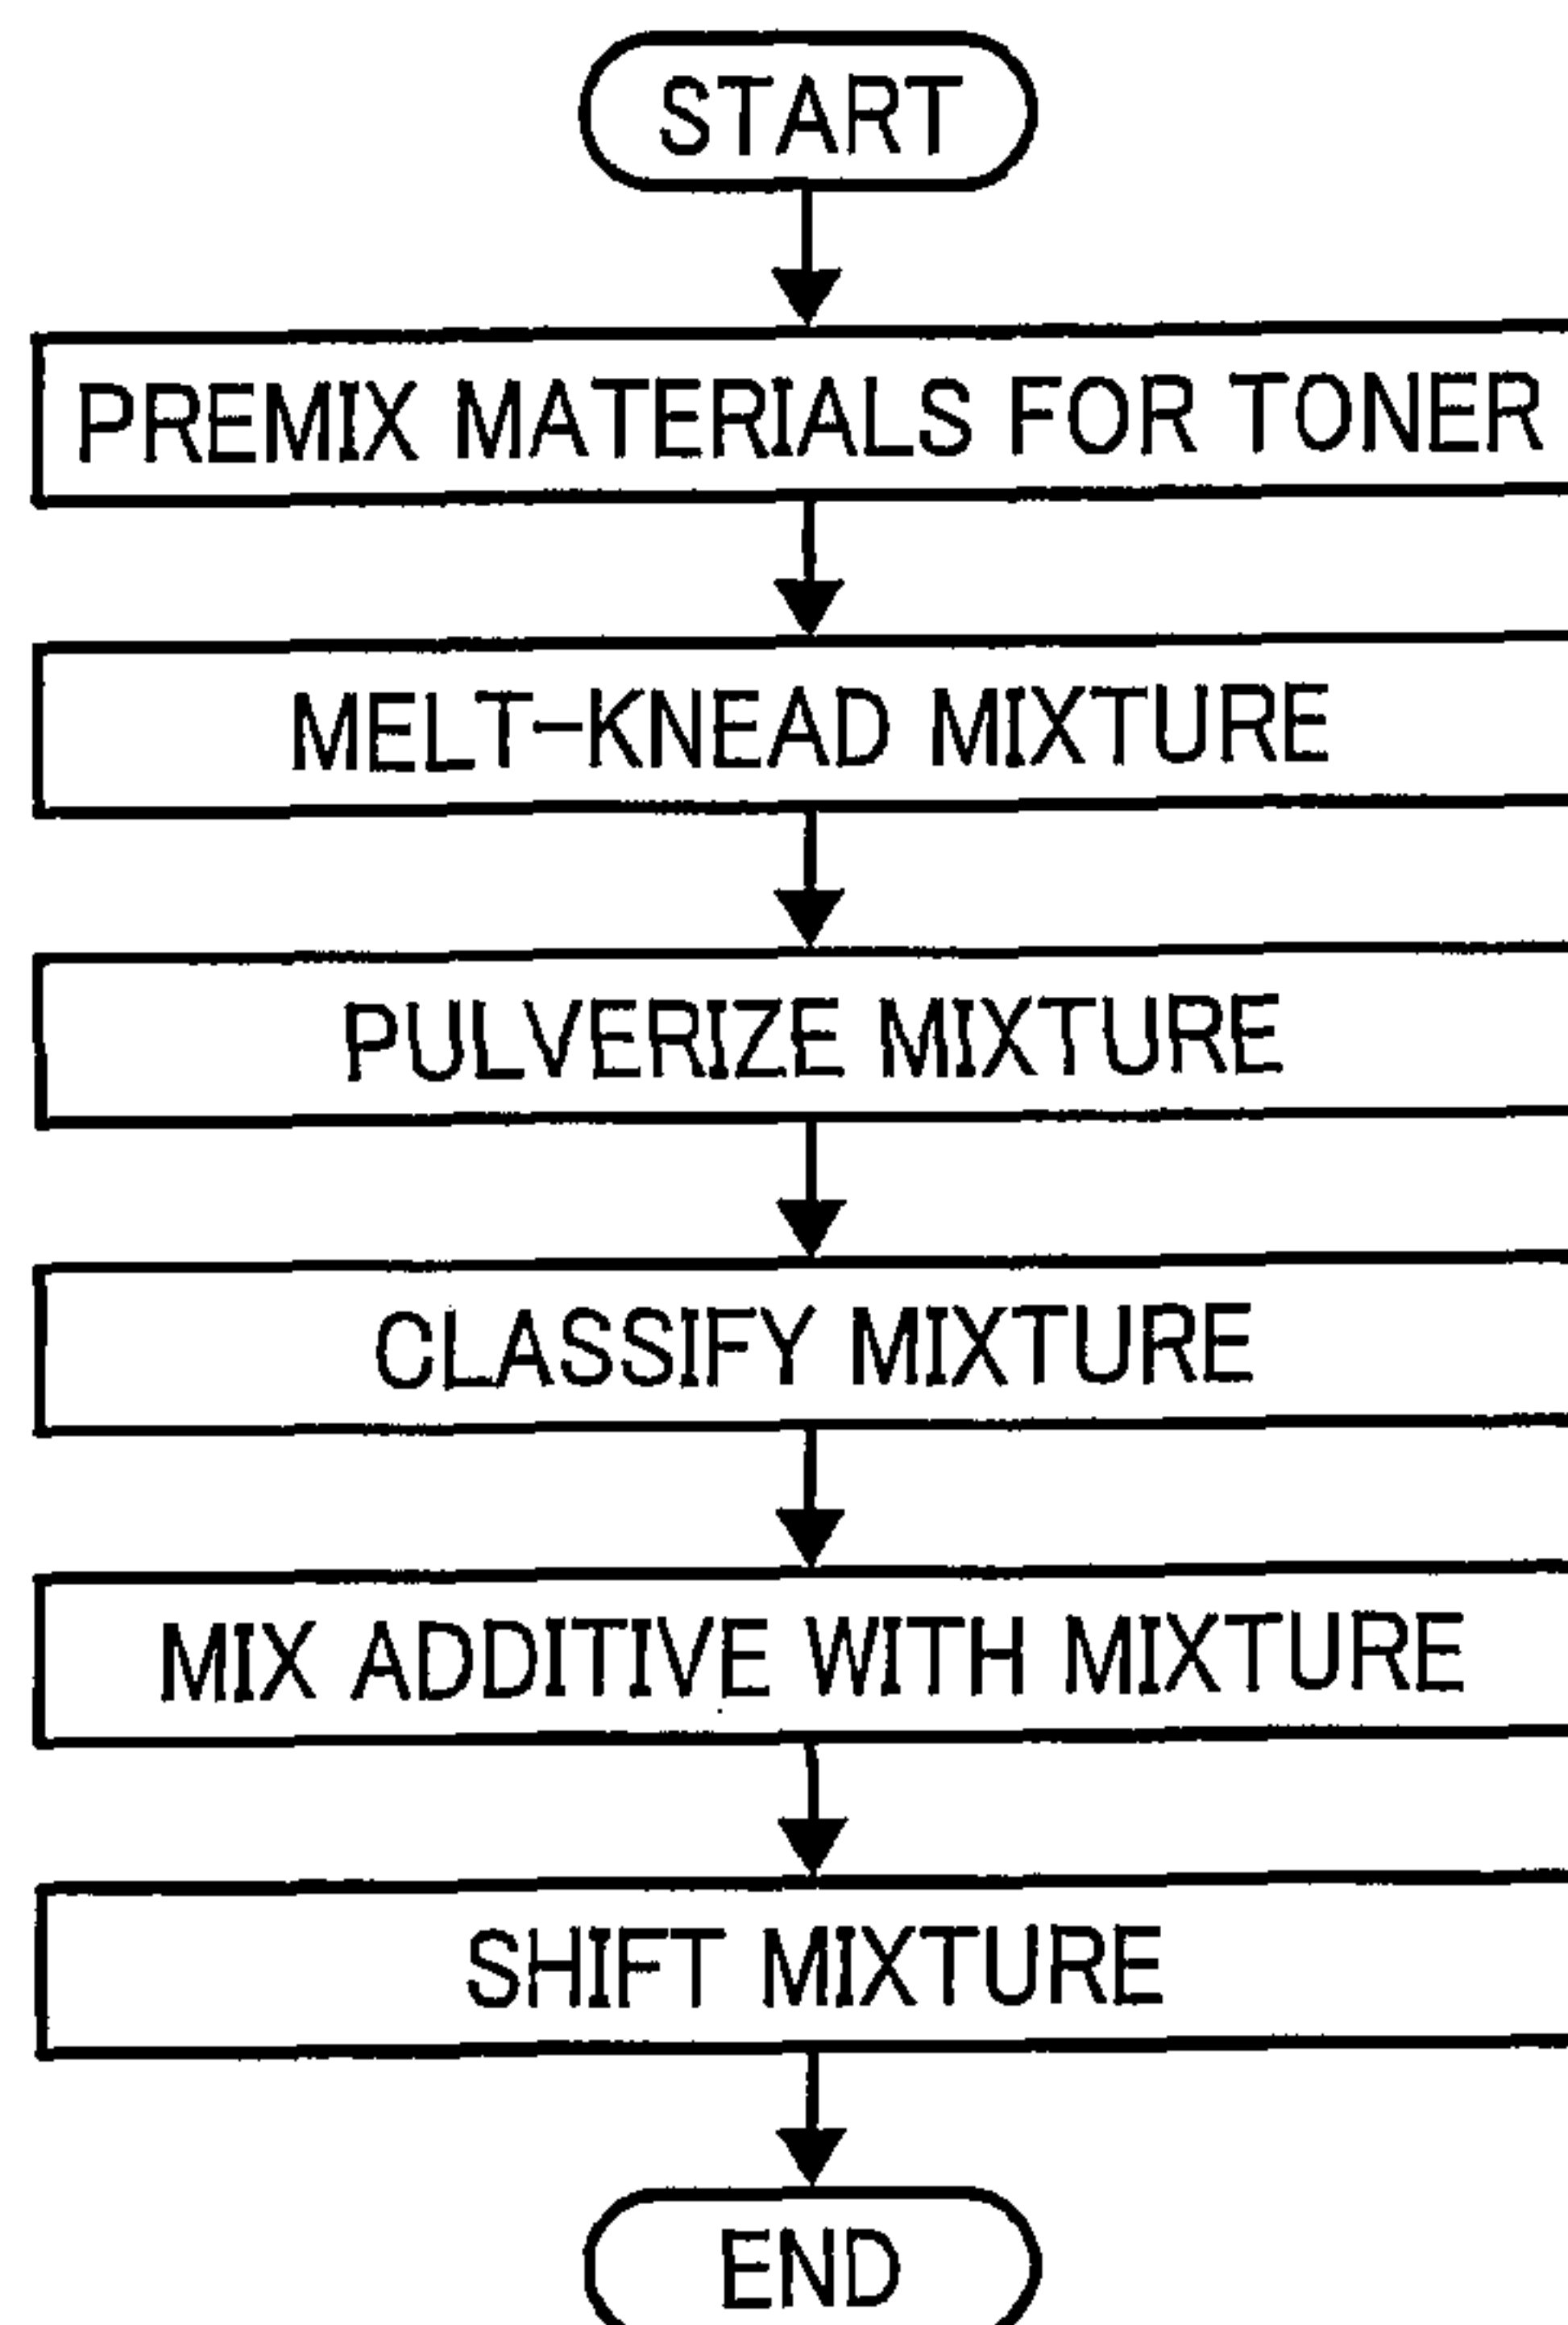 START
PREMIX MATERIALS FOR TONER
MELT-KNEAD MIXTURE
PULVERIZE MIXTURE
CLASSIFY MIXTURE
MIX ADDITIVE WITH MIXTURE
SHIFT MIXTURE
END